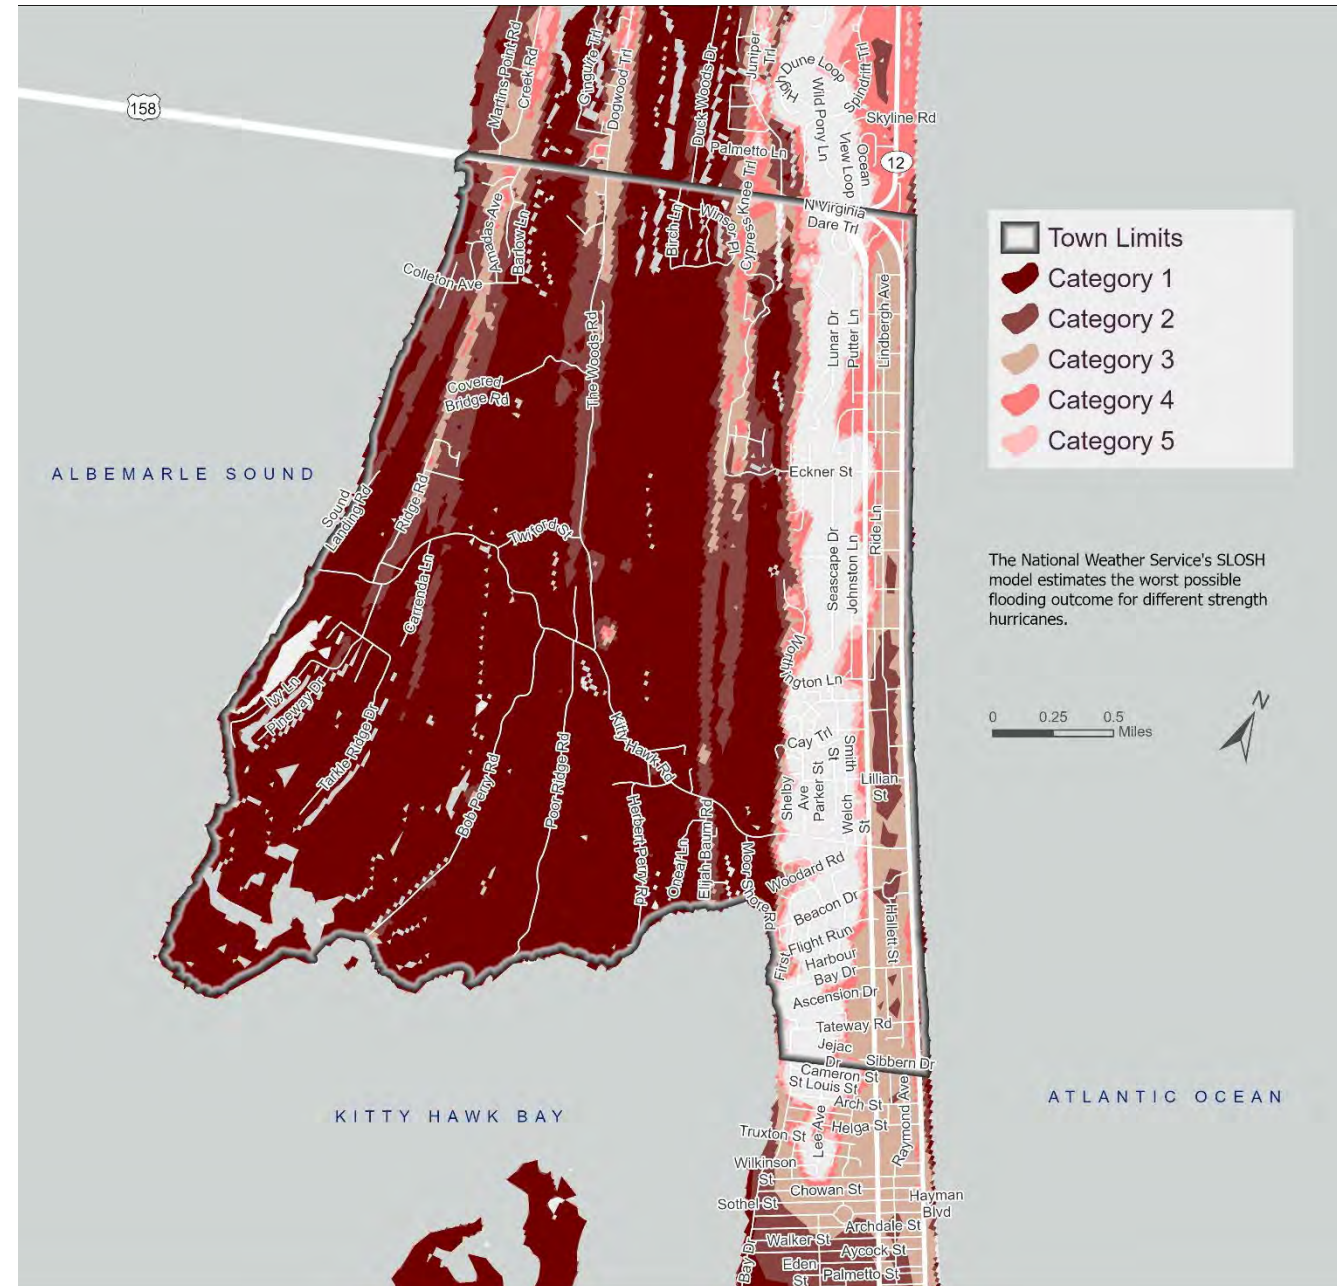 Martins Point Rd
Creek Rd
Ginguite Trl
Dogwood Trl
Duck Woods Dr
Juniper
Trl
High Dune Loop
Wild Pony Ln
Spindrift Trl
Skyline Rd
158
Palmetto Ln
Ocean
View Loop
12
Amadas Ave
Barlow Ln
Birch Ln
Winsor Pl
Cypress Knee Trl
N Virginia
Dare Trl
Colleton Ave
Town Limits
Category 1
Category 2
Category 3
Category 4
Category 5
The Woods Rd
Lunar Dr
Putter Ln
Lindbergh Ave
Covered
Bridge Rd
ALBEMARLE SOUND
Eckner St
Sound
Landing Rd
Ridge Rd
Twiford St
Seascape Dr
Johnston Ln
Ride Ln
The National Weather Service's SLOSH
model estimates the worst possible
flooding outcome for different strength
hurricanes.
Carrenda Ln
Worthington Ln
Ivy Ln
Pineway Dr
Tarkle Ridge Dr
Kitty Hawk Rd
N
0 0.25 0.5
Miles
Cay Trl
Smith
St
Bob Perry Rd
Poor Ridge Rd
Shelby
Ave
Parker St
Welch
St
Lillian
St
Herbert Perry Rd
Oneal Ln
Elijah Baum Rd
Moor Shore Rd
Woodard Rd
Beacon Dr
Hallett St
First
Flight Run
Harbour
Bay Dr
Ascension Dr
Tateway Rd
Jejac
Dr
Sibbern Dr
Cameron St
St Louis St
KITTY HAWK BAY
ATLANTIC OCEAN
Arch St
Raymond Ave
Lee Ave
Helga St
Truxton St
Wilkinson
St
Chowan St
Sothel St
Hayman
Blvd
Archdale St
Walker St
Aycock St
Bay Dr
Eden
St
Palmetto St